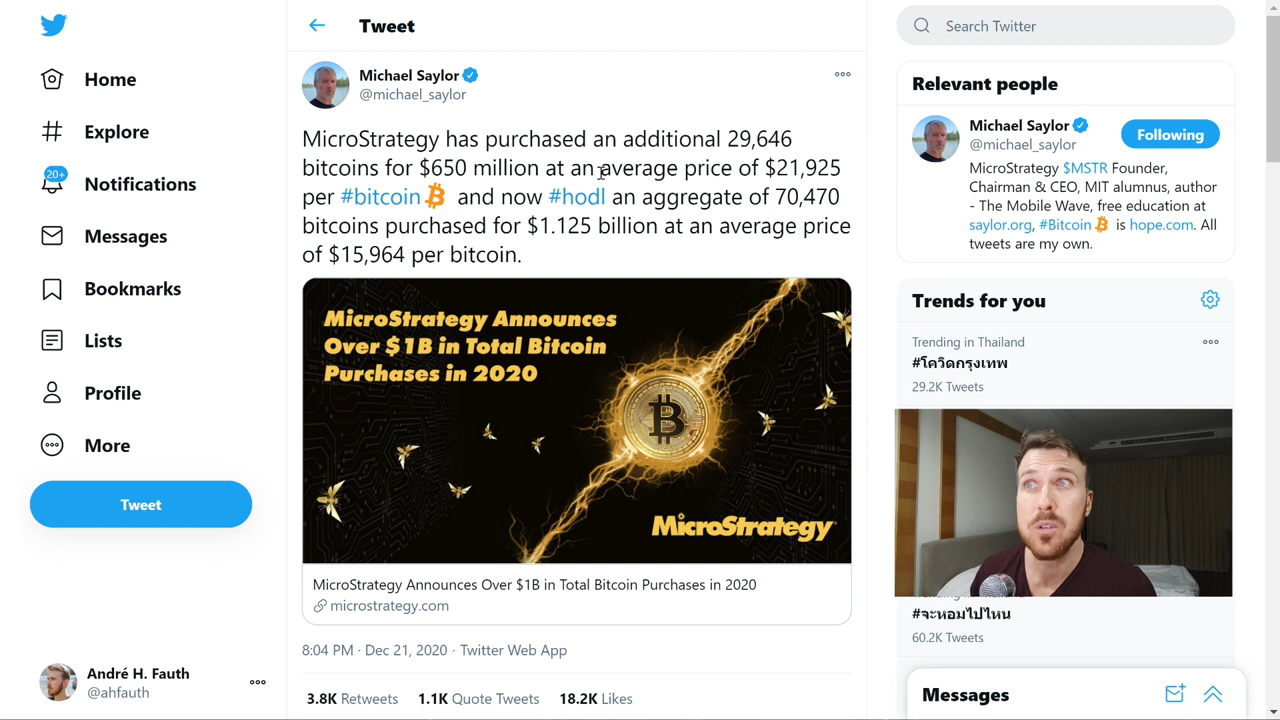 Home
Explore
20+
Notifications
Messages
Bookmarks
Lists
Profile
More
Tweet
André H. Fauth
@ahfauth
Tweet
Michael Saylor
@michael_saylor
MicroStrategy has purchased an additional 29,646
bitcoins for $650 million at an average price of $21,925
per #bitcoin and now #hodl an aggregate of 70,470
bitcoins purchased for $1.125 billion at an average price
of $15,964 per bitcoin.
MicroStrategy Announces
Over $1B in Total Bitcoin
Purchases in 2020
MicroStrategy
MicroStrategy Announces Over $1B in Total Bitcoin Purchases in 2020
microstrategy.com
8:04 PM · Dec 21, 2020 · Twitter Web App
3.8K Retweets 1.1K Quote Tweets 18.2K Likes
Search Twitter
Relevant people
Michael Saylor
@michael_saylor
Following
MicroStrategy $MSTR Founder,
Chairman & CEO, MIT alumnus, author
- The Mobile Wave, free education at
saylor.org, #Bitcoin is hope.com. All
tweets are my own.
Trends for you
Trending in Thailand
#โควิดกรุงเทพ
29.2K Tweets
#จะหอมไปไหน
60.2K Tweets
Messages